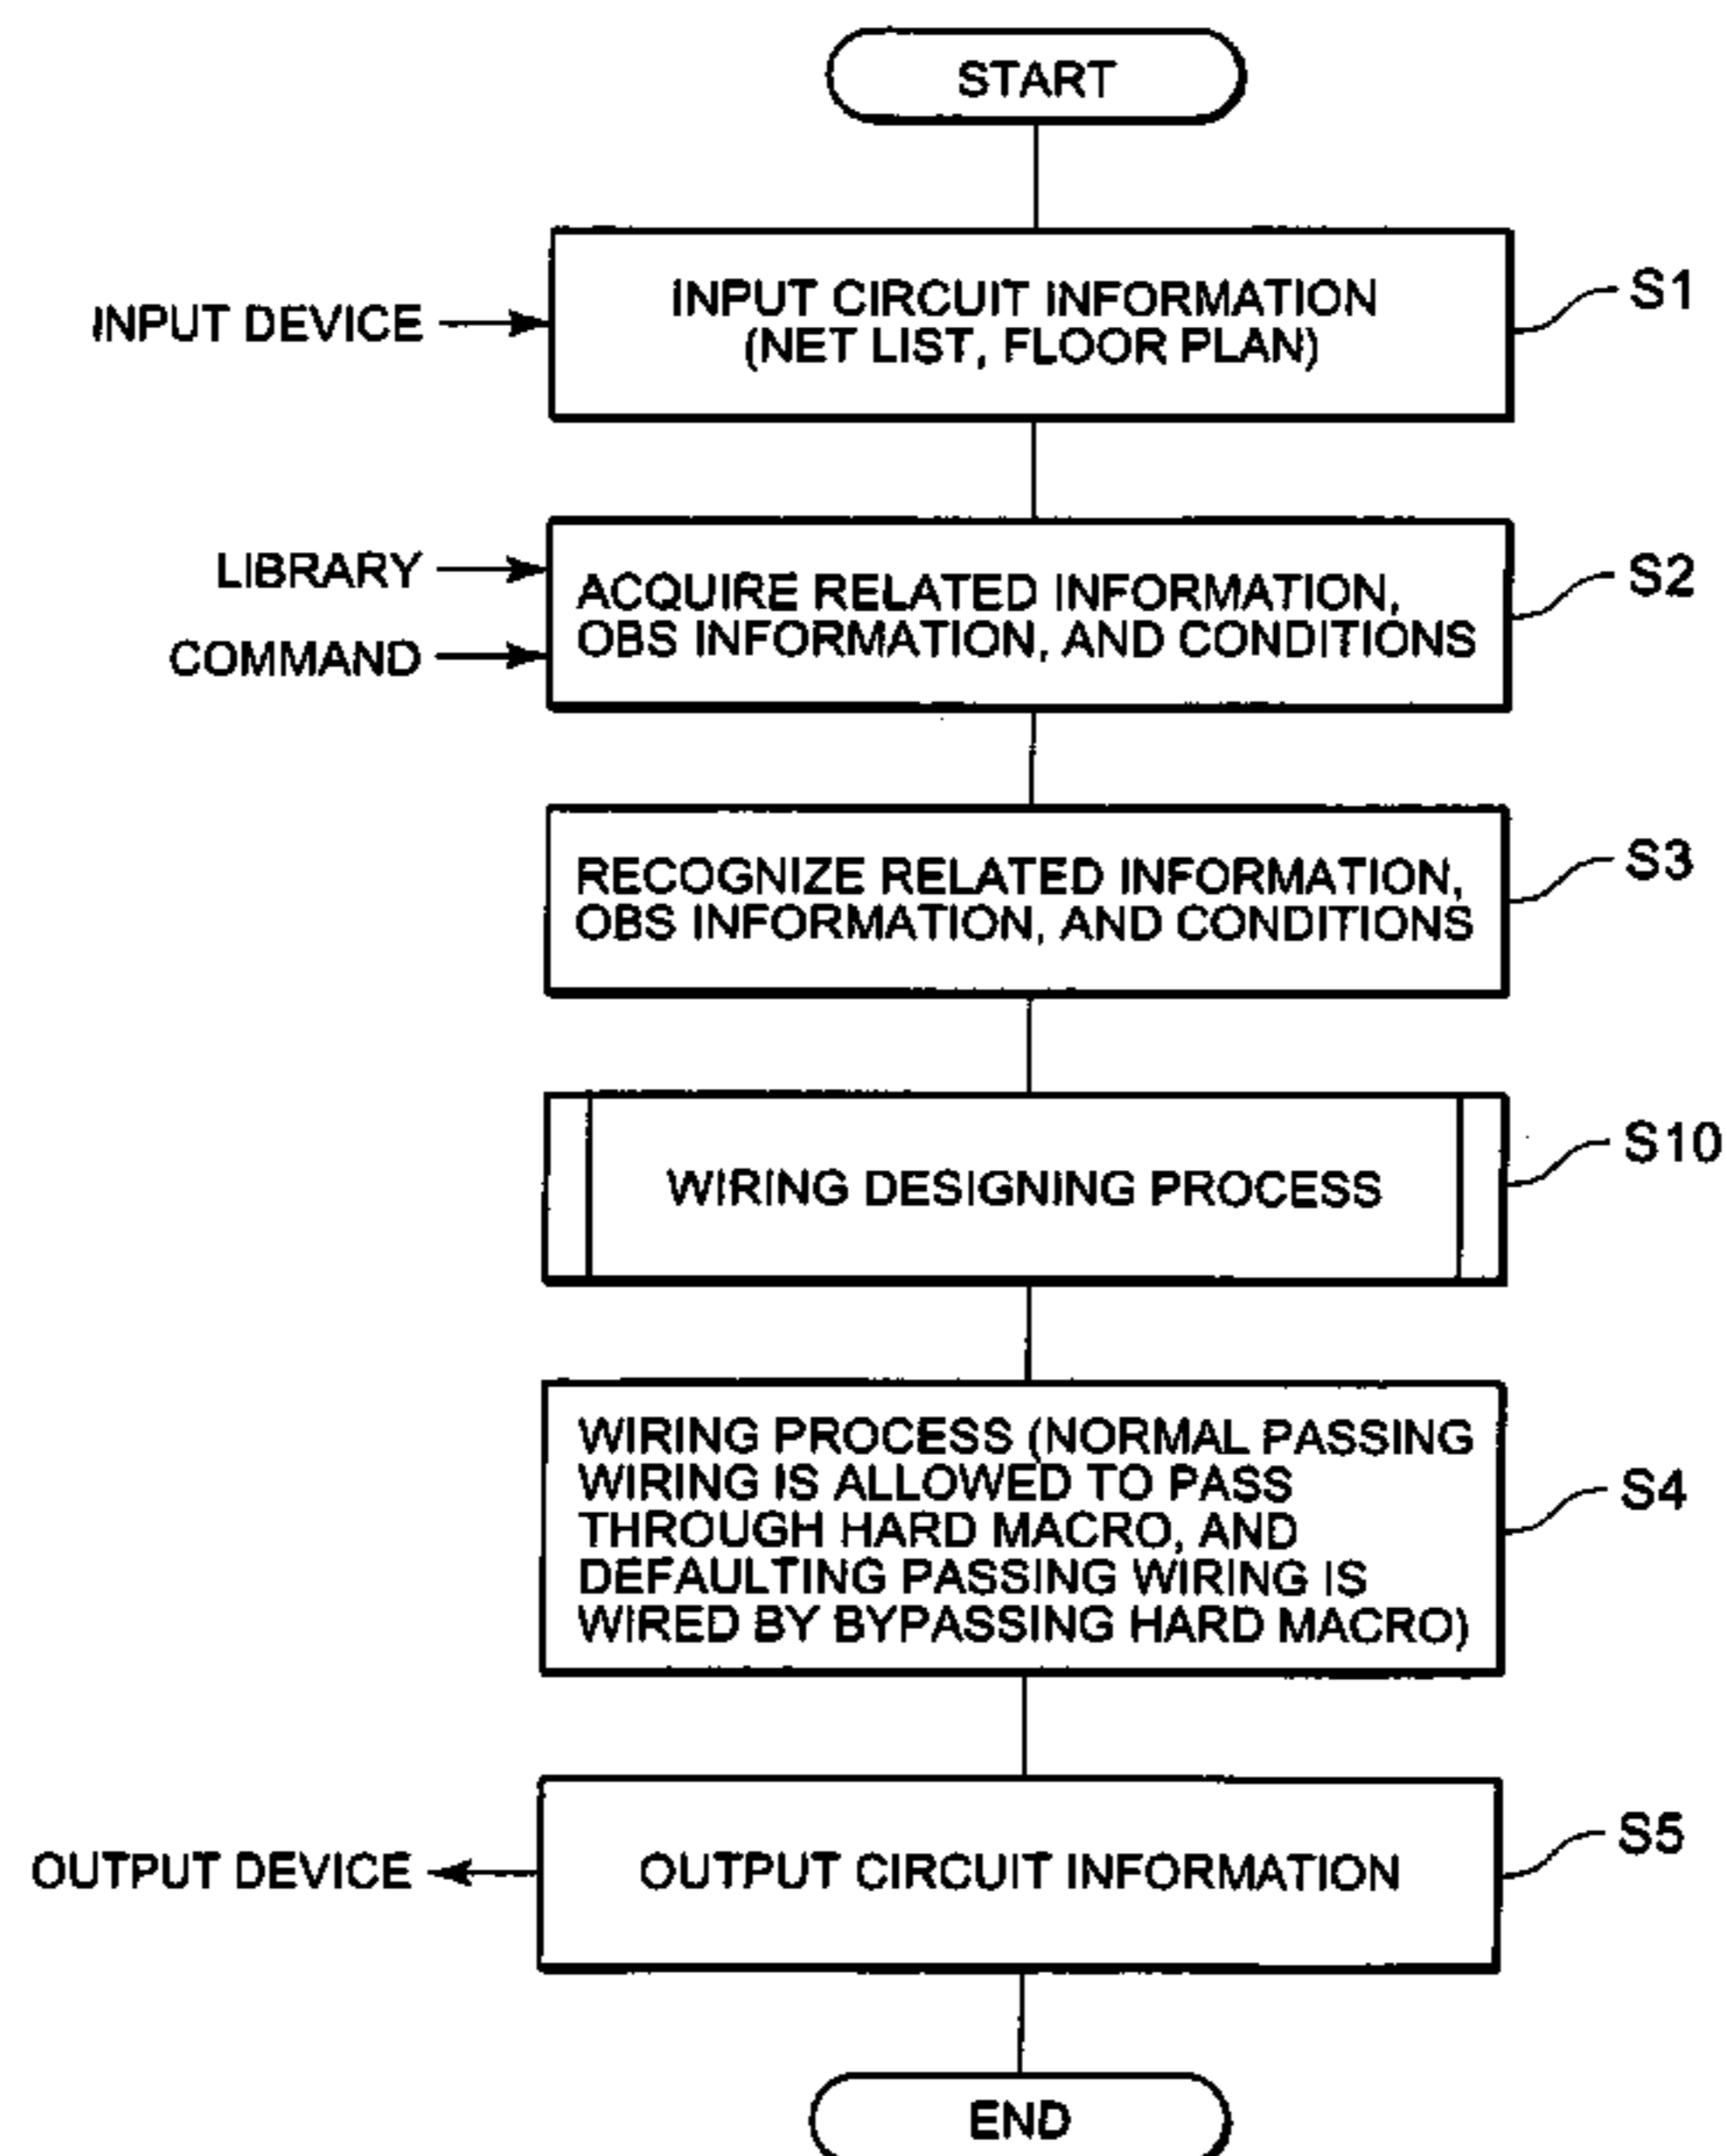 START
INPUT DEVICE
INPUT CIRCUIT INFORMATION
(NET LIST, FLOOR PLAN)
S1
LIBRARY
COMMAND
ACQUIRE RELATED INFORMATION,
OBS INFORMATION, AND CONDITIONS
S2
RECOGNIZE RELATED INFORMATION,
OBS INFORMATION, AND CONDITIONS
S3
WIRING DESIGNING PROCESS
S10
WIRING PROCESS (NORMAL PASSING
WIRING IS ALLOWED TO PASS
THROUGH HARD MACRO, AND
DEFAULTING PASSING WIRING IS
WIRED BY BYPASSING HARD MACRO)
S4
OUTPUT DEVICE
OUTPUT CIRCUIT INFORMATION
S5
END